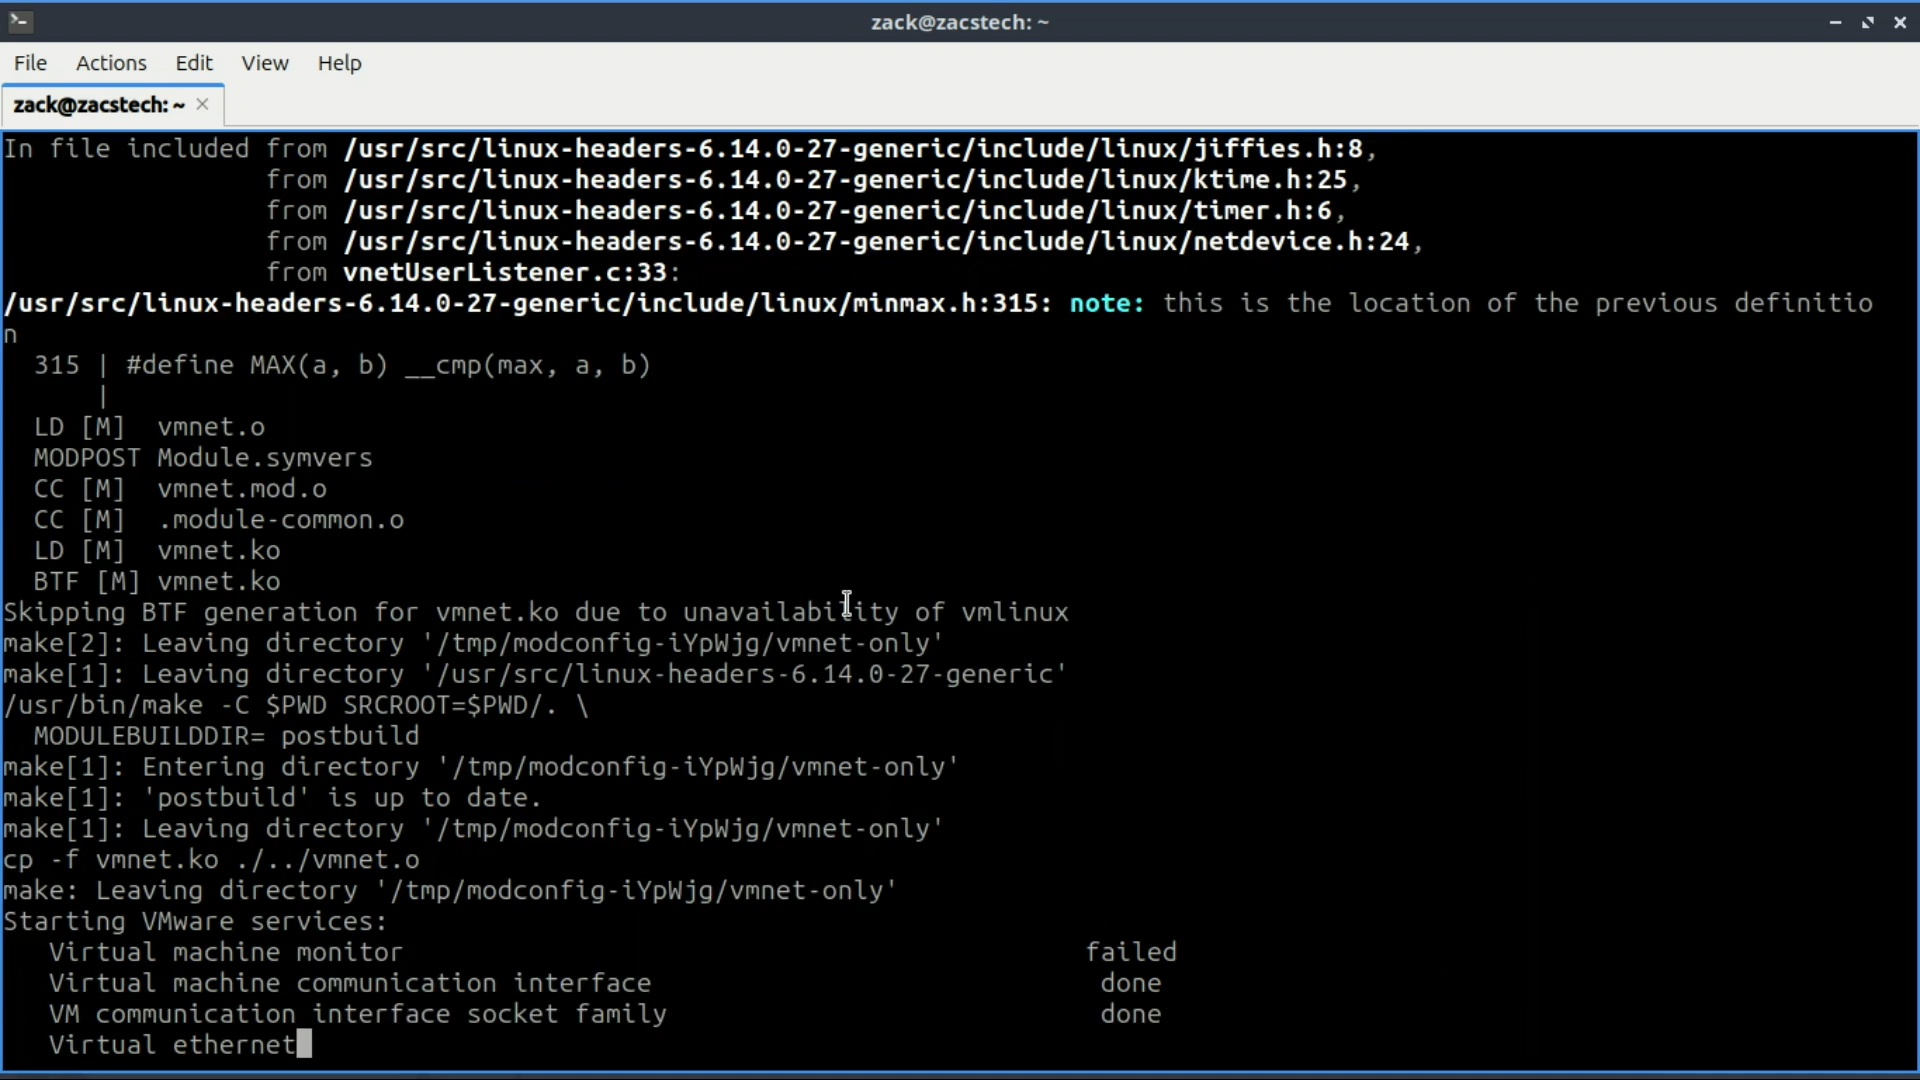 zack@zacstech: ~
File Actions Edit View Help
zack@zacstech: ~
In file included from /usr/src/linux-headers-6.14.0-27-generic/include/linux/jiffies.h:8,
                 from /usr/src/linux-headers-6.14.0-27-generic/include/linux/ktime.h:25,
                 from /usr/src/linux-headers-6.14.0-27-generic/include/linux/timer.h:6,
                 from /usr/src/linux-headers-6.14.0-27-generic/include/linux/netdevice.h:24,
                 from vnetUserListener.c:33:
/usr/src/linux-headers-6.14.0-27-generic/include/linux/minmax.h:315: note: this is the location of the previous definitio
n
  315 | #define MAX(a, b) __cmp(max, a, b)
      |
  LD [M]  vmnet.o
  MODPOST Module.symvers
  CC [M]  vmnet.mod.o
  CC [M]  .module-common.o
  LD [M]  vmnet.ko
  BTF [M] vmnet.ko
Skipping BTF generation for vmnet.ko due to unavailability of vmlinux
make[2]: Leaving directory '/tmp/modconfig-iYpWjg/vmnet-only'
make[1]: Leaving directory '/usr/src/linux-headers-6.14.0-27-generic'
/usr/bin/make -C $PWD SRCROOT=$PWD/. \
  MODULEBUILDDIR= postbuild
make[1]: Entering directory '/tmp/modconfig-iYpWjg/vmnet-only'
make[1]: 'postbuild' is up to date.
make[1]: Leaving directory '/tmp/modconfig-iYpWjg/vmnet-only'
cp -f vmnet.ko ./../vmnet.o
make: Leaving directory '/tmp/modconfig-iYpWjg/vmnet-only'
Starting VMware services:
   Virtual machine monitor                                             failed
   Virtual machine communication interface                              done
   VM communication interface socket family                             done
   Virtual ethernet